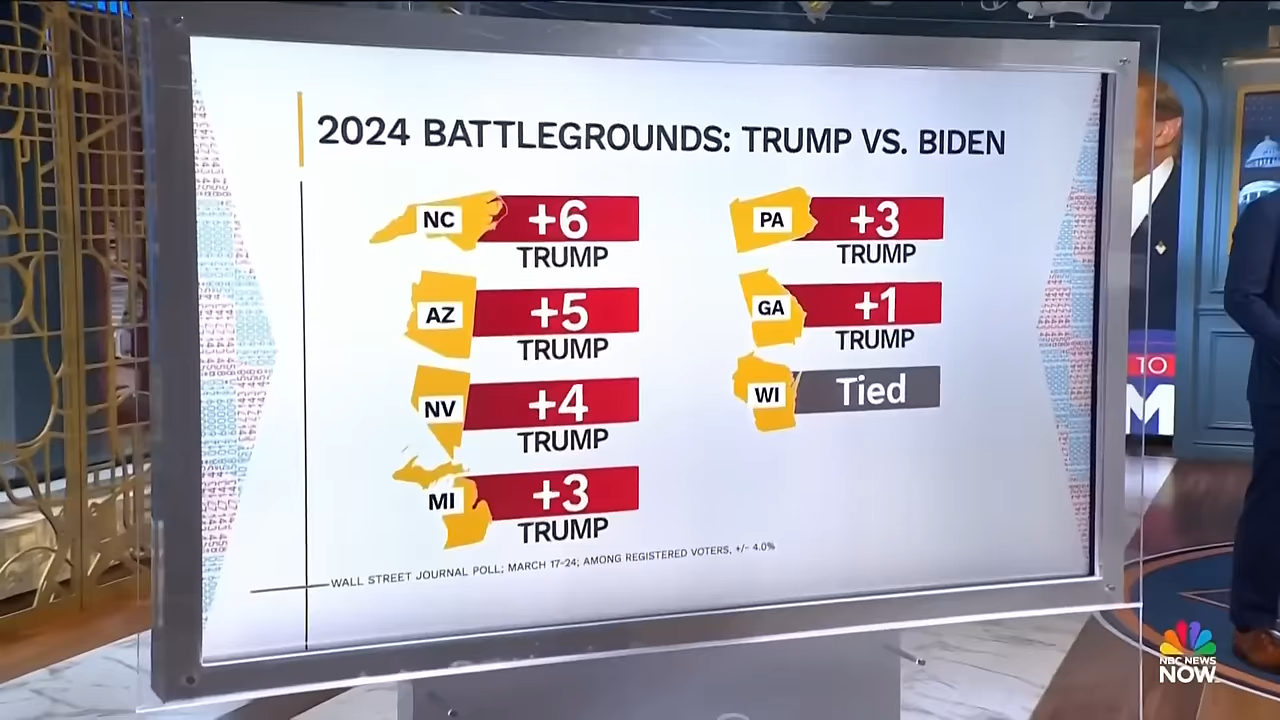 2024 BATTLEGROUNDS: TRUMP VS. BIDEN
NC +6
TRUMP
AZ +5
TRUMP
NV +4
TRUMP
MI +3
TRUMP
PA +3
TRUMP
GA +1
TRUMP
WI Tied
WALL STREET JOURNAL POLL; MARCH 17-24; AMONG REGISTERED VOTERS, +/- 4.0%
10
M
NBC NEWS
NOW